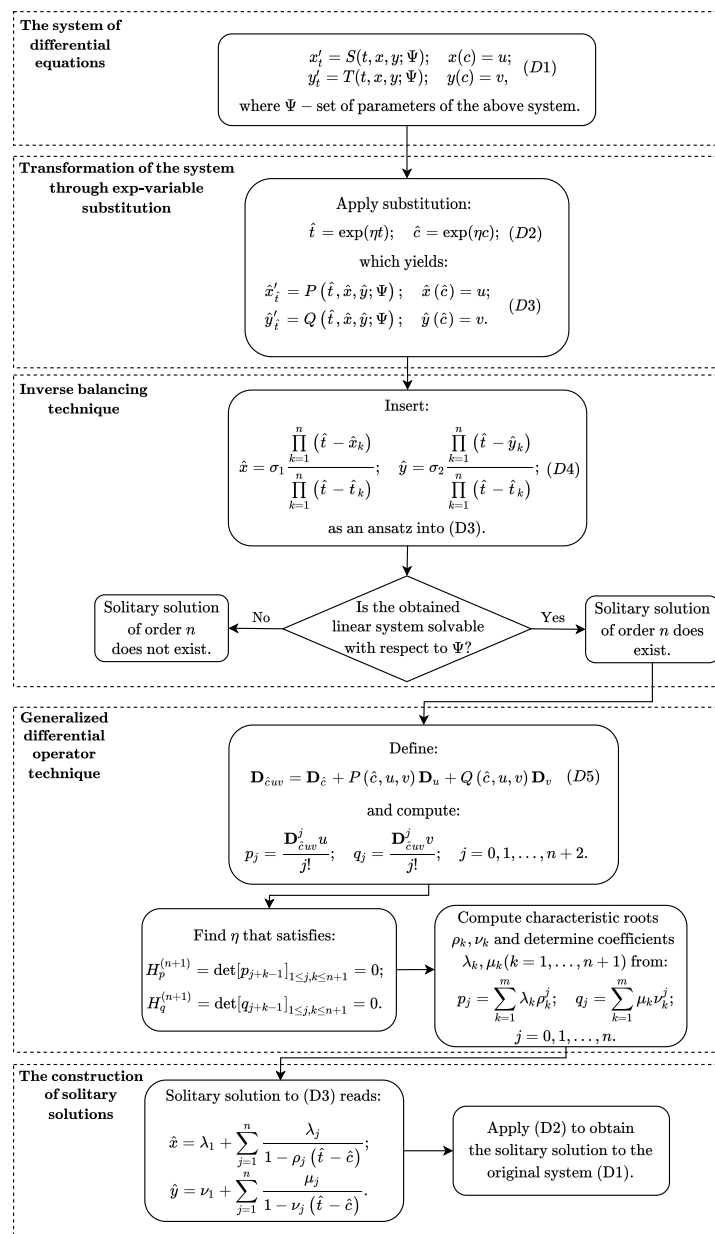 The system of
differential
equations
x′_t = S(t, x, y; Ψ); x(c) = u;
y′_t = T(t, x, y; Ψ); y(c) = v,
(D1)
where Ψ − set of parameters of the above system.
Transformation of the system
through exp-variable
substitution
Apply substitution:
t̂ = exp(ηt); ĉ = exp(ηc); (D2)
which yields:
x̂′_t̂ = P (t̂, x̂, ŷ; Ψ) ; x̂ (ĉ) = u;
ŷ′_t̂ = Q (t̂, x̂, ŷ; Ψ) ; ŷ (ĉ) = v.
(D3)
Inverse balancing
technique
Insert:
x̂ = σ₁ ∏_{k=1}^{n} (t̂ − x̂_k) / ∏_{k=1}^{n} (t̂ − t̂_k) ; ŷ = σ₂ ∏_{k=1}^{n} (t̂ − ŷ_k) / ∏_{k=1}^{n} (t̂ − t̂_k) ; (D4)
as an ansatz into (D3).
Solitary solution
of order n
does not exist.
No
Is the obtained
linear system solvable
with respect to Ψ?
Yes
Solitary solution
of order n does
exist.
Generalized
differential
operator
technique
Define:
D_ĉuv = D_ĉ + P (ĉ, u, v) D_u + Q (ĉ, u, v) D_v (D5)
and compute:
p_j = D^j_ĉuv u / j! ; q_j = D^j_ĉuv v / j! ; j = 0, 1, . . . , n + 2.
Find η that satisfies:
H_p^(n+1) = det[p_{j+k−1}]_{1≤j,k≤n+1} = 0;
H_q^(n+1) = det[q_{j+k−1}]_{1≤j,k≤n+1} = 0.
Compute characteristic roots
ρ_k, ν_k and determine coefficients
λ_k, μ_k(k = 1, . . . , n + 1) from:
p_j = ∑_{k=1}^{m} λ_k ρ_k^j; q_j = ∑_{k=1}^{m} μ_k ν_k^j;
j = 0, 1, . . . , n.
The construction
of solitary
solutions
Solitary solution to (D3) reads:
x̂ = λ₁ + ∑_{j=1}^{n} λ_j / (1 − ρ_j (t̂ − ĉ)) ;
ŷ = ν₁ + ∑_{j=1}^{n} μ_j / (1 − ν_j (t̂ − ĉ)) .
Apply (D2) to obtain
the solitary solution to the
original system (D1).